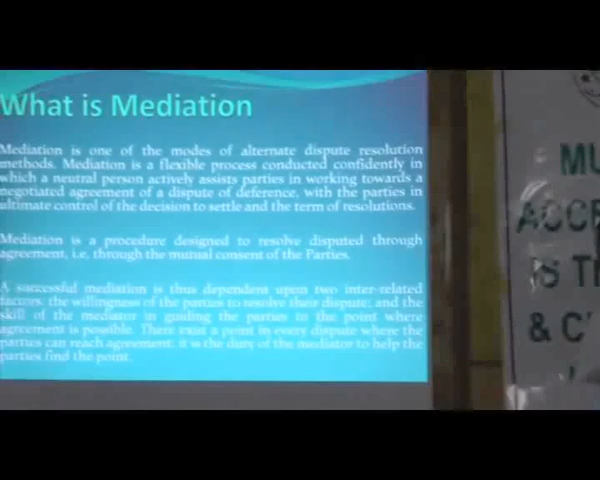 What is Mediation
Mediation is one of the modes of alternate dispute resolution
methods. Mediation is a flexible process conducted confidently in
which a neutral person actively assists parties in working towards a
negotiated agreement of a dispute of deference, with the parties in
ultimate control of the decision to settle and the term of resolutions.
Mediation is a procedure designed to resolve disputed through
agreement, i.e, through the mutual consent of the Parties.
A successful mediation is thus dependent upon two inter-related
factors, the willingness of the parties to resolve their dispute; and the
skill of the mediator in guiding the parties to the point where
agreement is possible. There exist a point in every dispute where the
parties can reach agreement; it is the duty of the mediator to help the
parties find the point.
MU
ACCE
IS T
& C